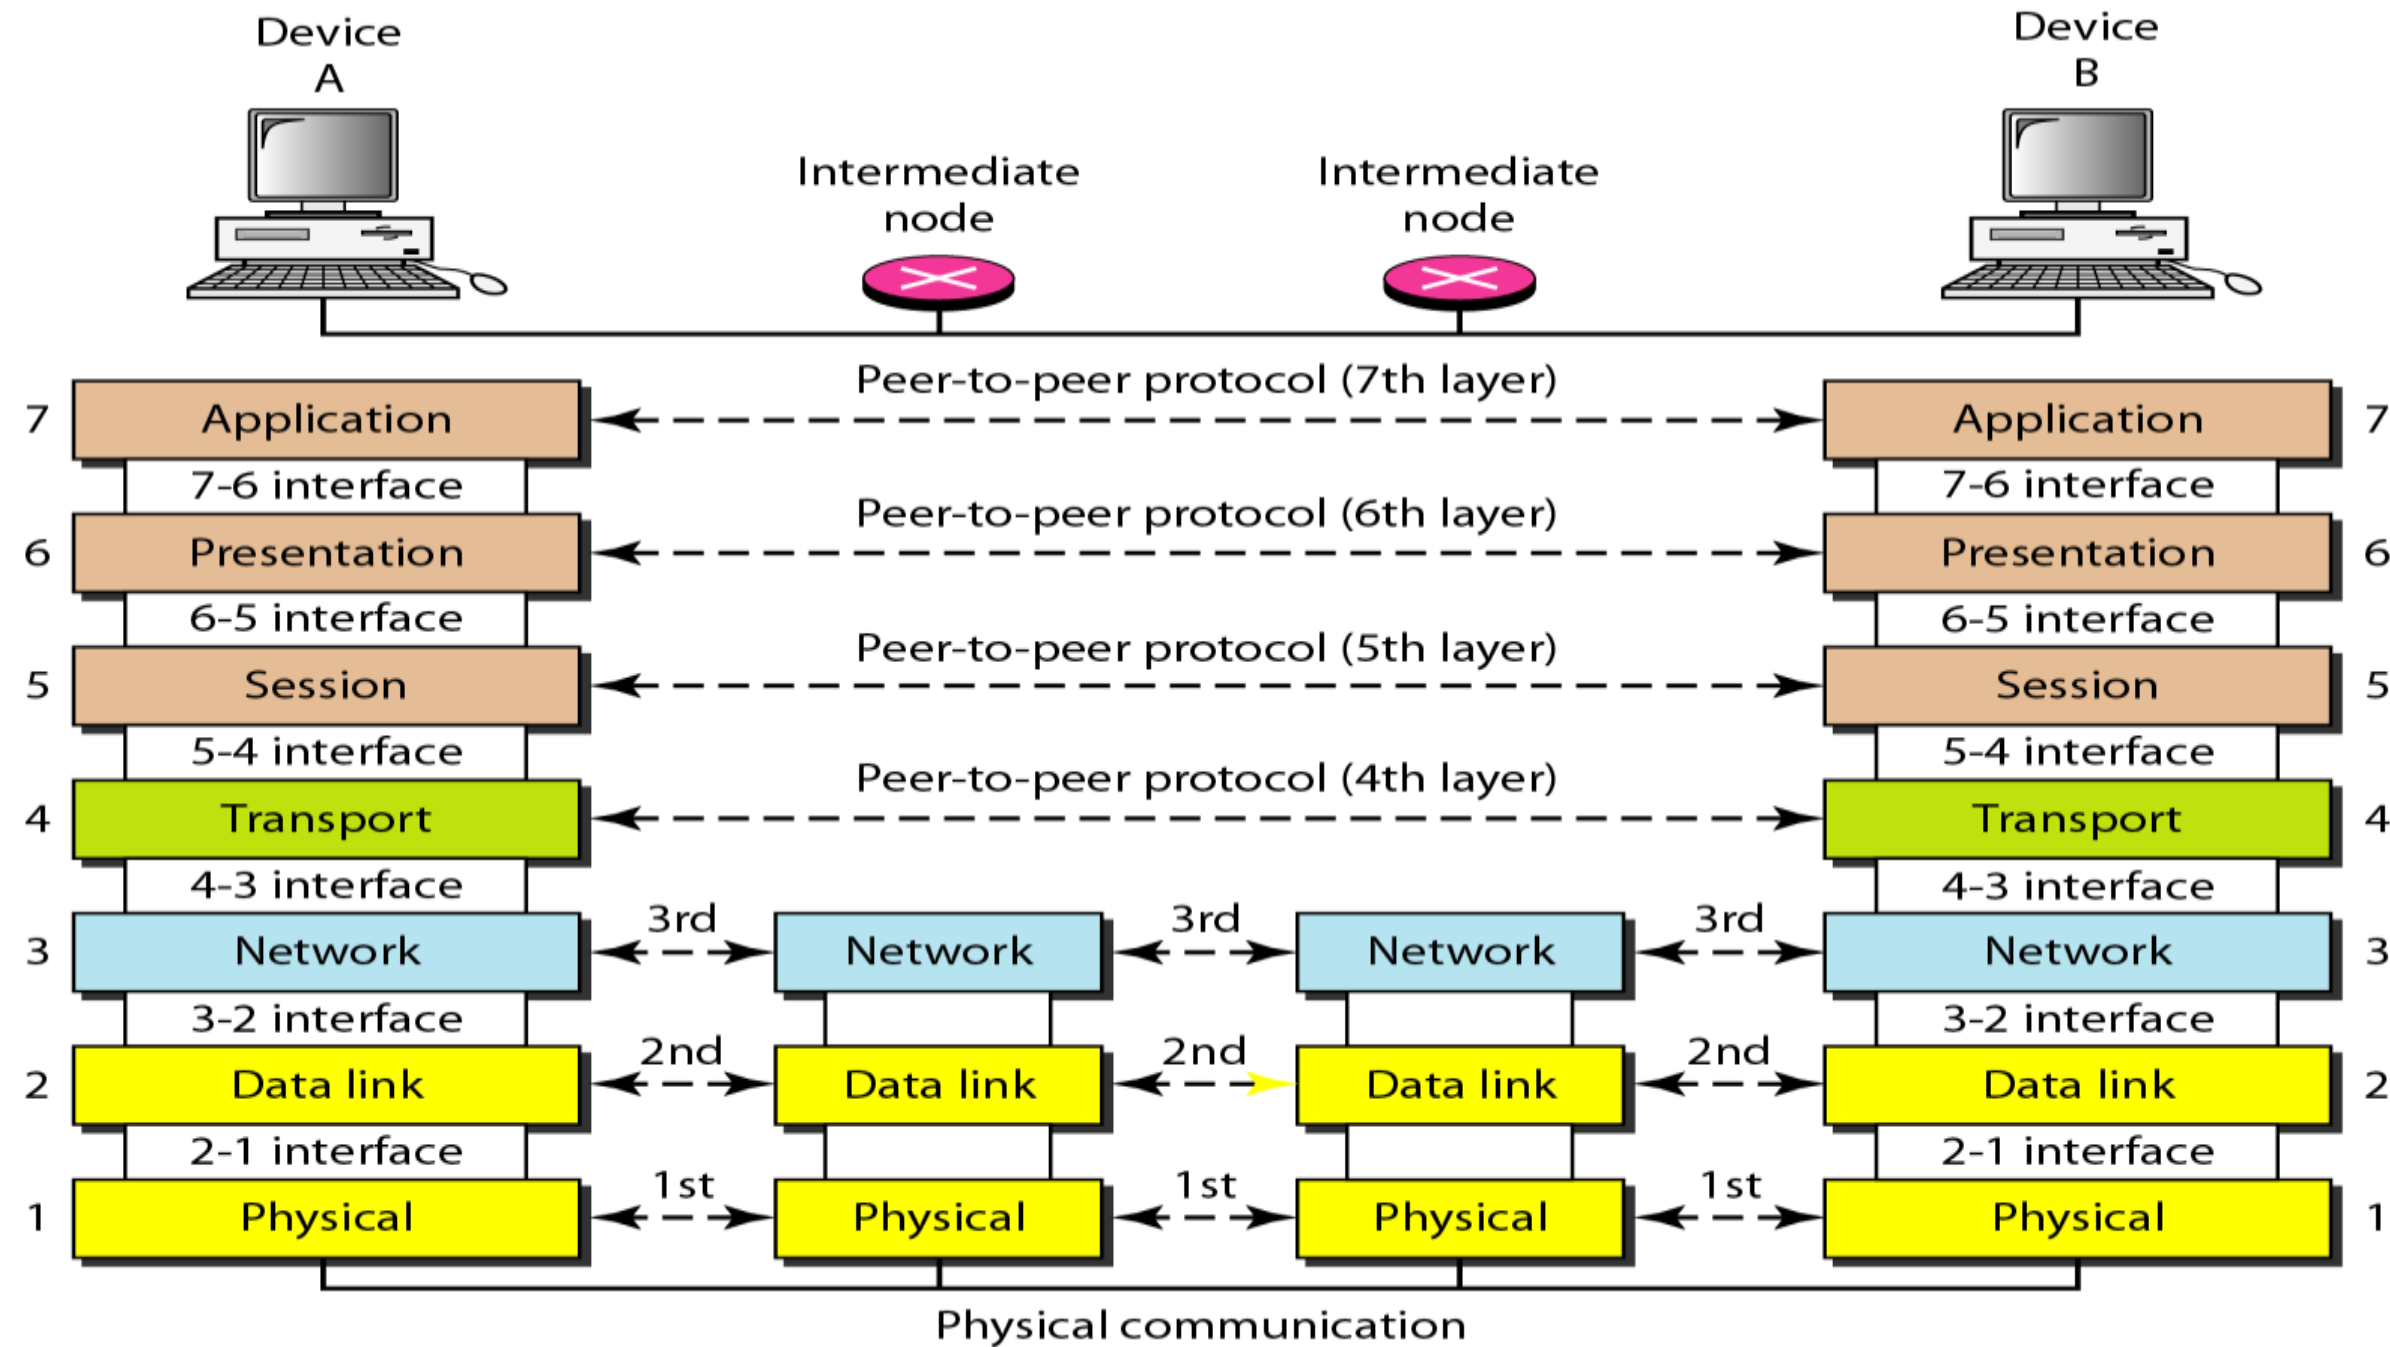 Device
A
Device
B
Intermediate
node
Intermediate
node
Peer-to-peer protocol (7th layer)
7 Application Application 7
7-6 interface 7-6 interface
Peer-to-peer protocol (6th layer)
6 Presentation Presentation 6
6-5 interface 6-5 interface
Peer-to-peer protocol (5th layer)
5 Session Session 5
5-4 interface 5-4 interface
Peer-to-peer protocol (4th layer)
4 Transport Transport 4
4-3 interface 4-3 interface
3rd 3rd 3rd
3 Network Network Network Network 3
3-2 interface 3-2 interface
2nd 2nd 2nd
2 Data link Data link Data link Data link 2
2-1 interface 2-1 interface
1st 1st 1st
1 Physical Physical Physical Physical 1
Physical communication